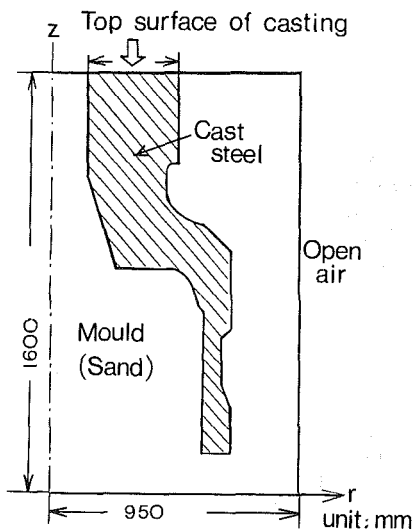 Top surface of casting
z
Cast
steel
Open
air
Mould
(Sand)
1600
950
r
unit: mm